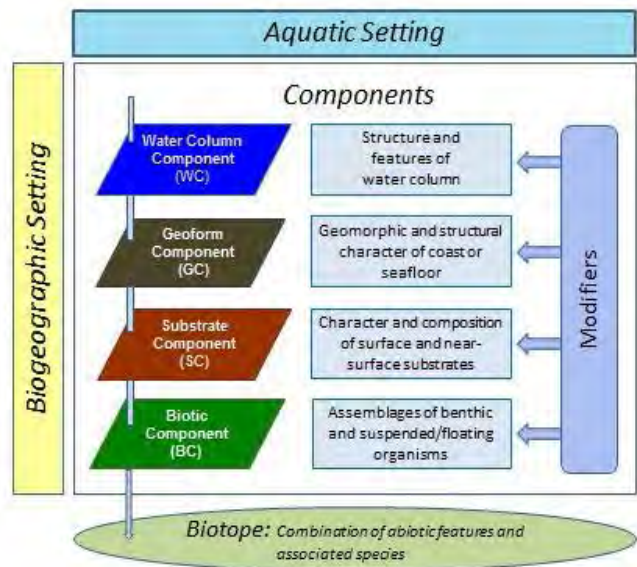 Aquatic Setting
Biogeographic Setting
Components
Water Column
Component
(WC)
Structure and
features of
water column
Geoform
Component
(GC)
Geomorphic and structural
character of coast or
seafloor
Substrate
Component
(SC)
Character and composition
of surface and near-
surface substrates
Biotic
Component
(BC)
Assemblages of benthic
and suspended/floating
organisms
Modifiers
Biotope: Combination of abiotic features and
associated species